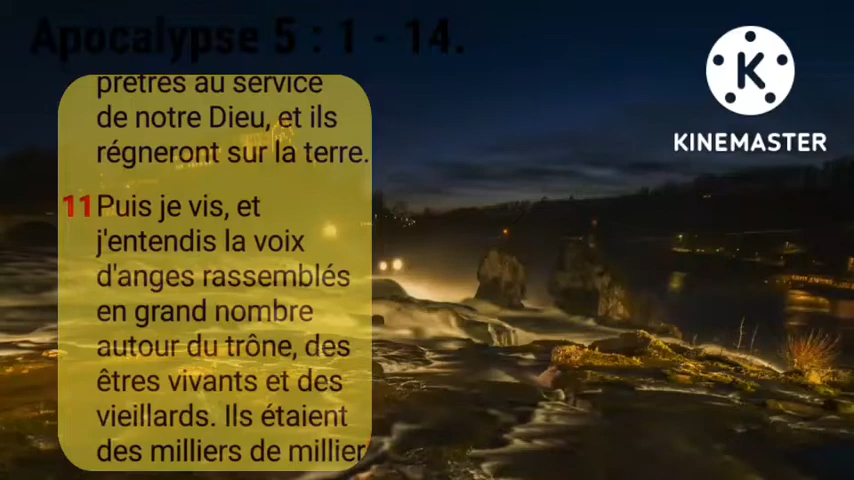 Apocalypse 5 : 1 - 14.
prêtres au service
de notre Dieu, et ils
régneront sur la terre.
11 Puis je vis, et
j'entendis la voix
d'anges rassemblés
en grand nombre
autour du trône, des
êtres vivants et des
vieillards. Ils étaient
des milliers de millier
KINEMASTER